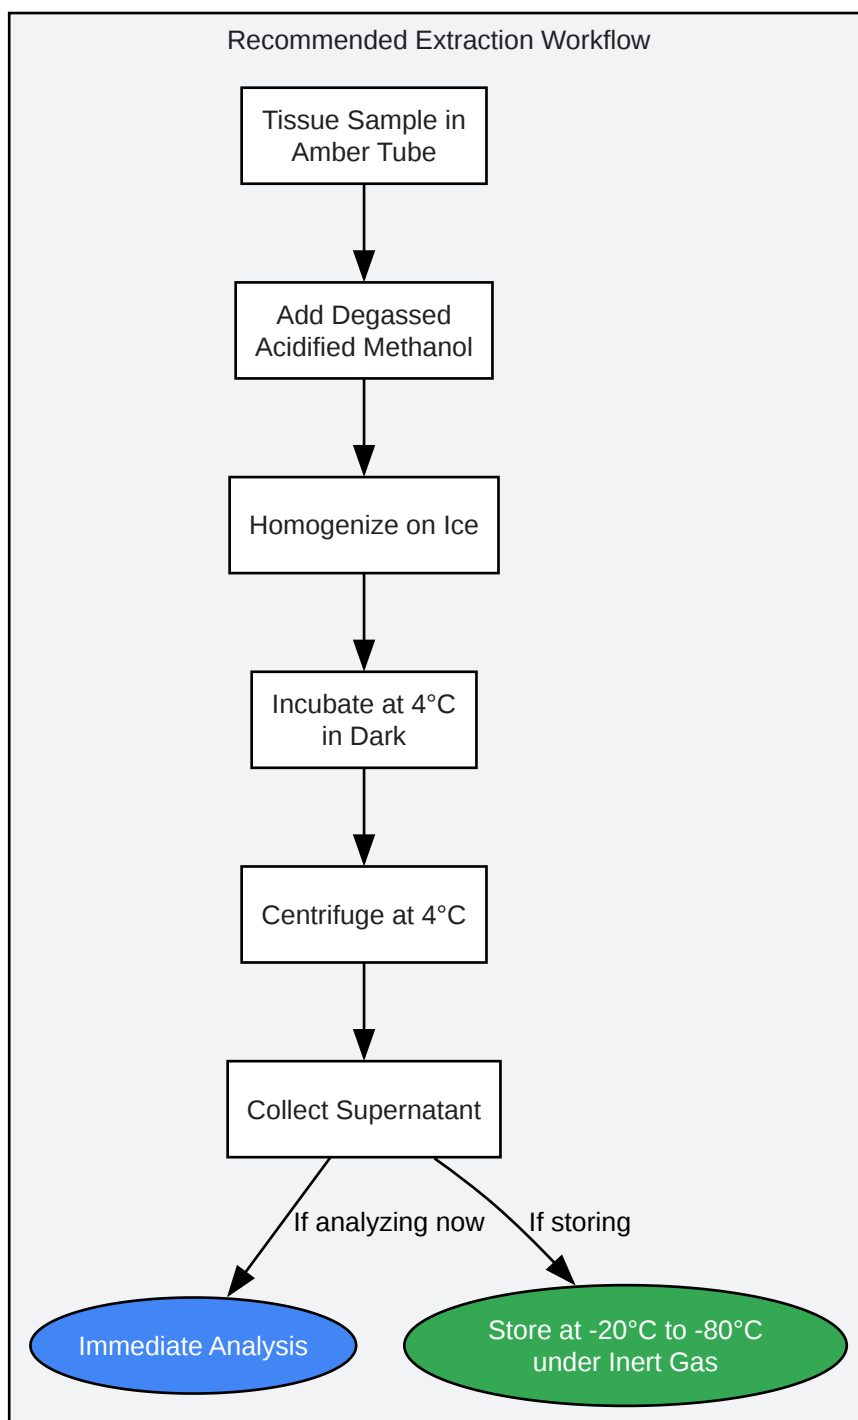 Recommended Extraction Workflow
Tissue Sample in
Amber Tube
Add Degassed
Acidified Methanol
Homogenize on Ice
Incubate at 4°C
in Dark
Centrifuge at 4°C
Collect Supernatant
If analyzing now
If storing
Immediate Analysis
Store at -20°C to -80°C
under Inert Gas